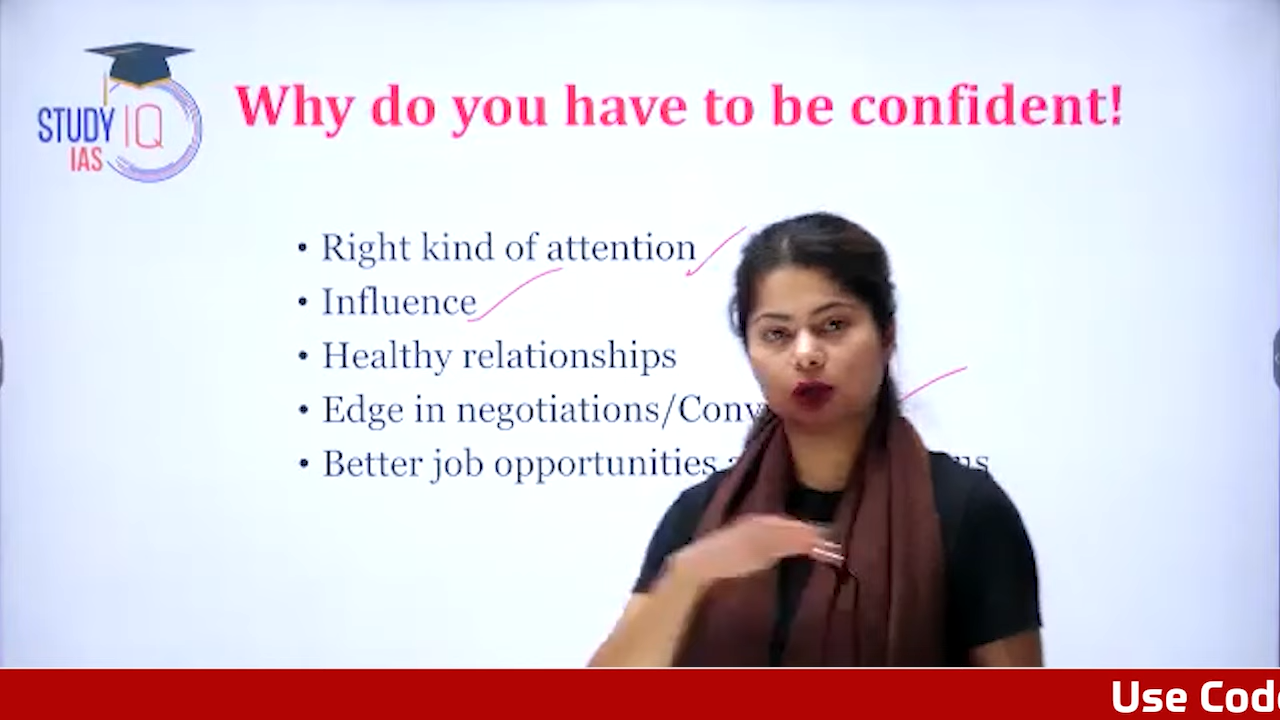 STUDY IQ
IAS
Why do you have to be confident!
• Right kind of attention
• Influence
• Healthy relationships
• Edge in negotiations/Conv
• Better job opportunities
Use Code